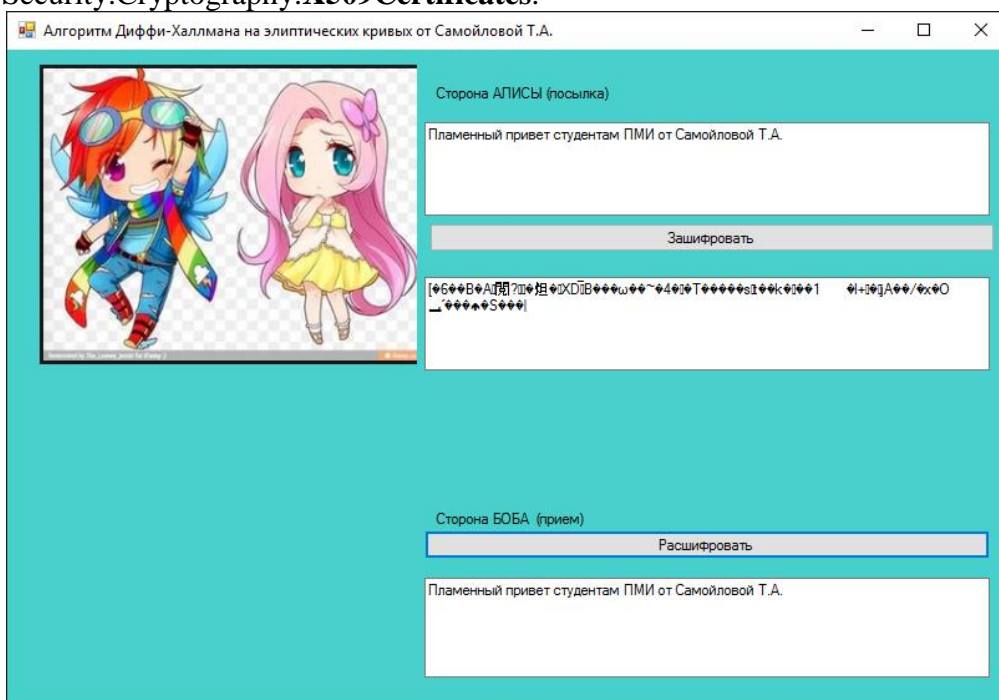 Security.Cryptography.X509Certificates.
Алгоритм Диффи-Халлмана на элиптических кривых от Самойловой Т.А.
Сторона АЛИСЫ (посылка)
Пламенный привет студентам ПМИ от Самойловой Т.А.
Зашифровать
Сторона БОБА (прием)
Расшифровать
Пламенный привет студентам ПМИ от Самойловой Т.А.